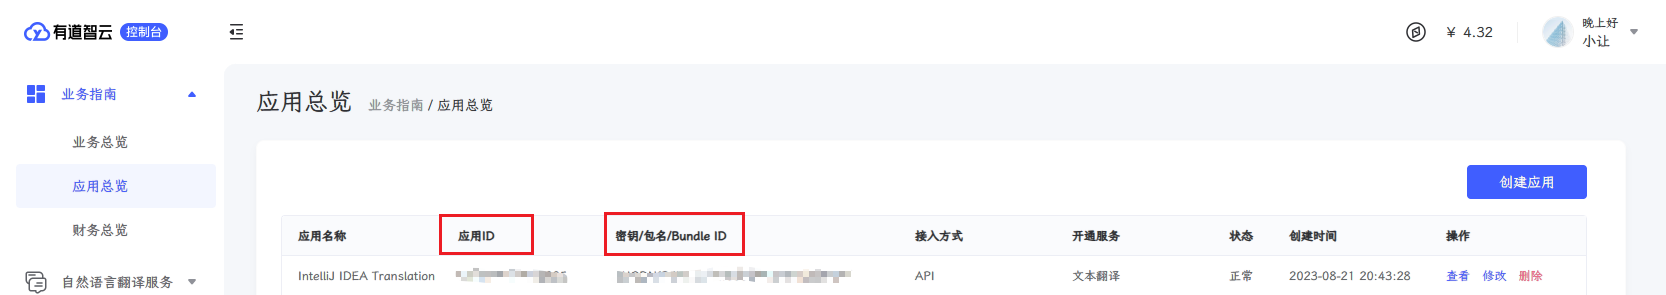 有道智云 控制台
¥ 4.32
晚上好
小让
业务指南
业务总览
应用总览
财务总览
自然语言翻译服务
应用总览 业务指南 / 应用总览
创建应用
应用名称 应用ID 密钥/包名/Bundle ID 接入方式 开通服务 状态 创建时间 操作
IntelliJ IDEA Translation API 文本翻译 正常 2023-08-21 20:43:28 查看 修改 删除